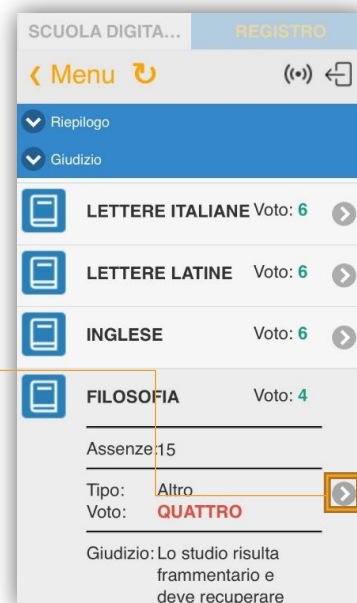 SCUOLA DIGITA... REGISTRO
Menu
Riepilogo
Giudizio
LETTERE ITALIANE Voto: 6
LETTERE LATINE Voto: 6
INGLESE Voto: 6
FILOSOFIA Voto: 4
Assenze: 15
Tipo: Altro
Voto: QUATTRO
Giudizio: Lo studio risulta
frammentario e
deve recuperare